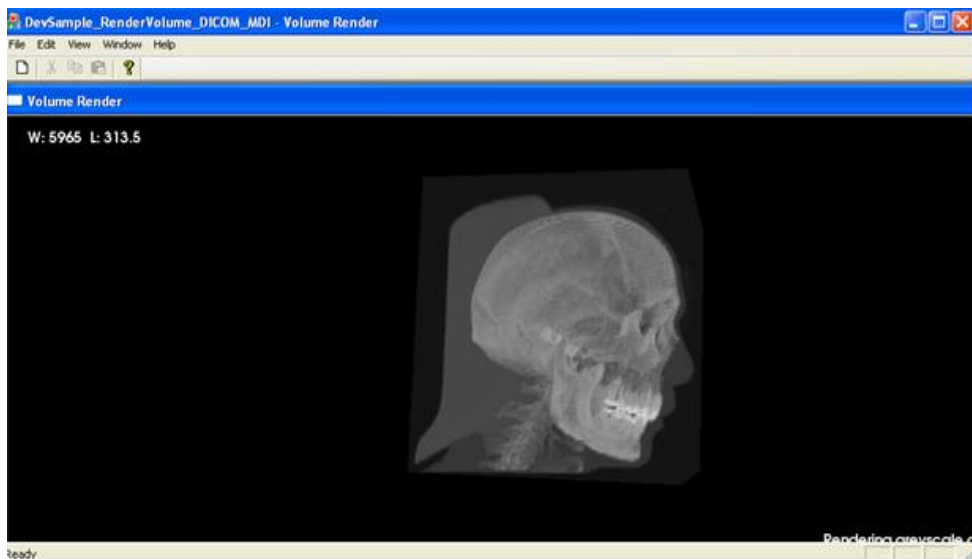 DevSample_RenderVolume_DICOM_MDI - Volume Render
File Edit View Window Help
Volume Render
W: 5965 L: 313.5
Rendering greyscale
Ready